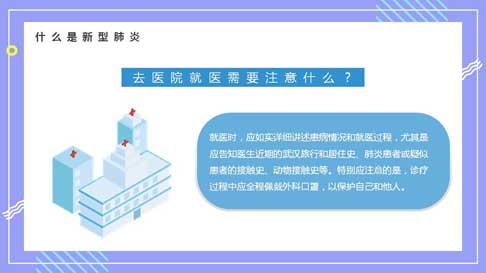 什么是新型肺炎
去医院就医需要注意什么？
就医时，应如实详细讲述患病情况和就医过程，尤其是
应告知医生近期的武汉旅行和居住史、肺炎患者或疑似
患者的接触史、动物接触史等。特别应注意的是，诊疗
过程中应全程佩戴外科口罩，以保护自己和他人。